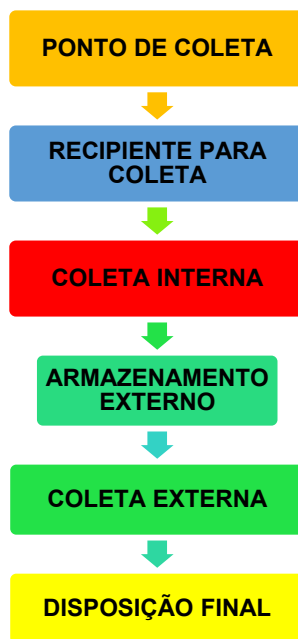 PONTO DE COLETA
RECIPIENTE PARA
COLETA
COLETA INTERNA
ARMAZENAMENTO
EXTERNO
COLETA EXTERNA
DISPOSIÇÃO FINAL